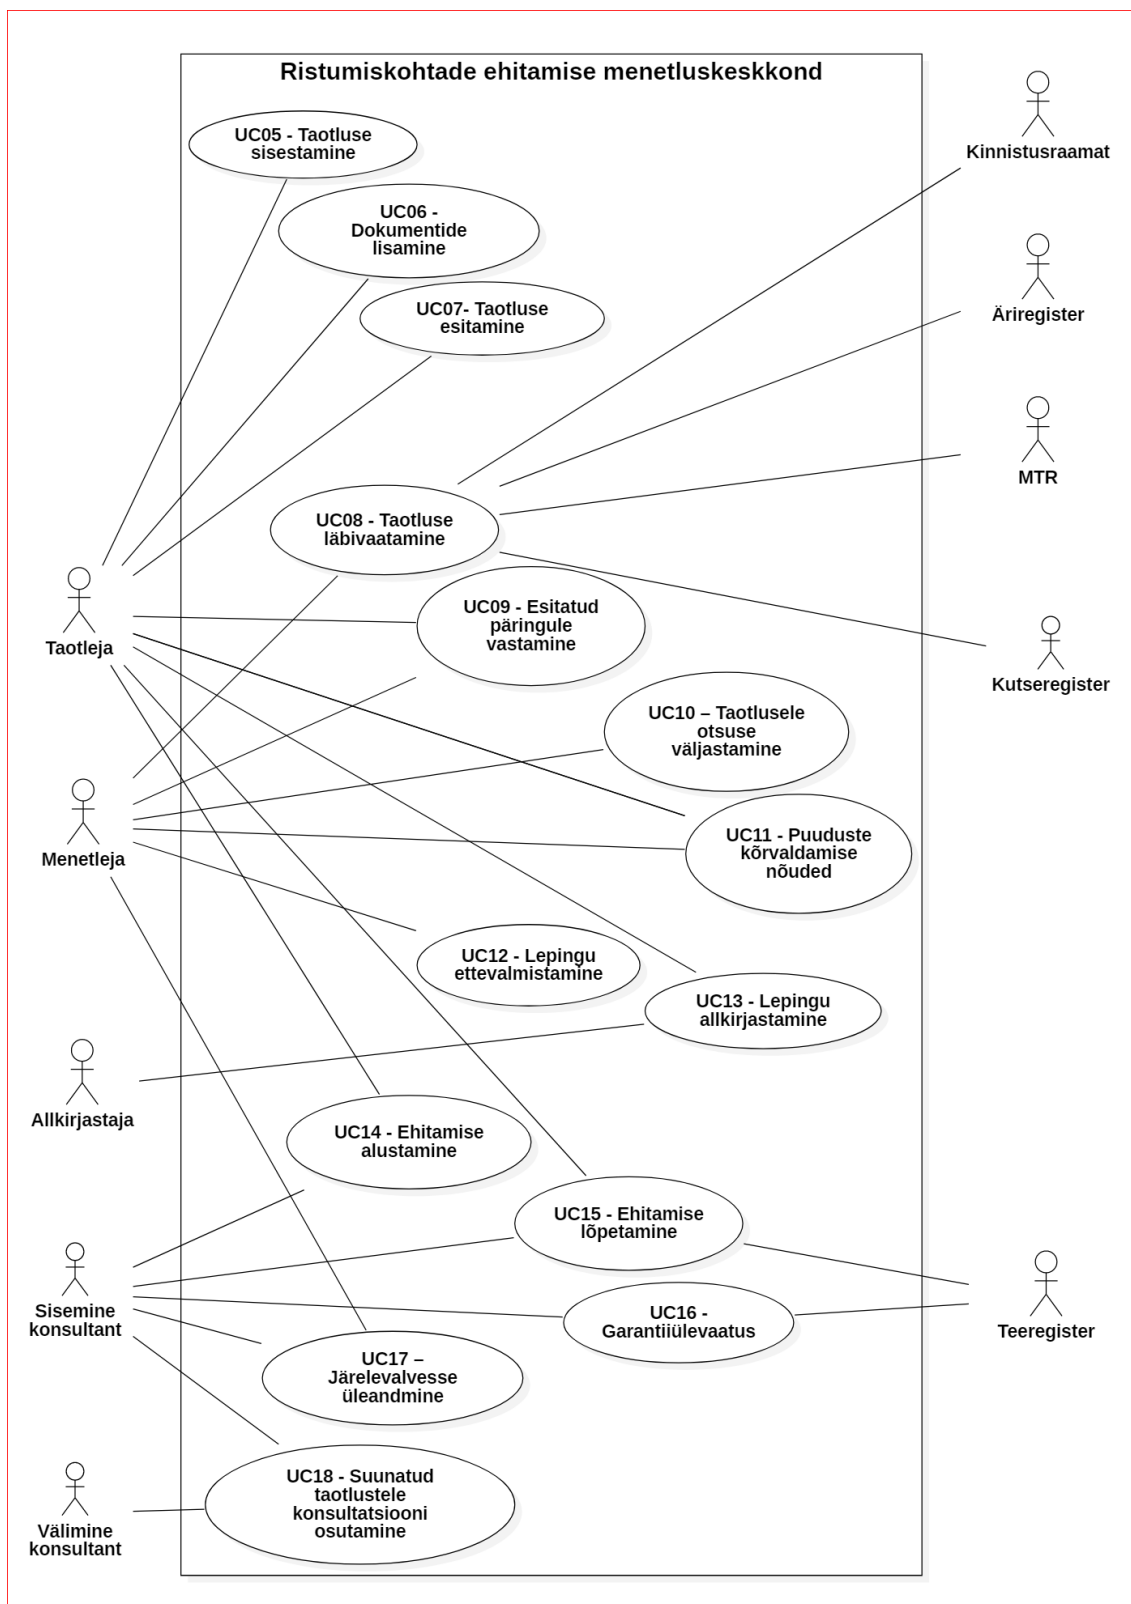 Ristumiskohtade ehitamise menetluskeskkond
UC05 - Taotluse
sisestamine
UC06 -
Dokumentide
lisamine
UC07- Taotluse
esitamine
Kinnistusraamat
Äriregister
MTR
UC08 - Taotluse
läbivaatamine
UC09 - Esitatud
päringule
vastamine
Taotleja
Kutseregister
UC10 – Taotlusele
otsuse
väljastamine
Menetleja
UC11 - Puuduste
kõrvaldamise
nõuded
UC12 - Lepingu
ettevalmistamine
UC13 - Lepingu
allkirjastamine
Allkirjastaja
UC14 - Ehitamise
alustamine
UC15 - Ehitamise
lõpetamine
Sisemine
konsultant
UC16 -
Garantiiülevaatus
Teeregister
UC17 –
Järelevalvesse
üleandmine
UC18 - Suunatud
taotlustele
konsultatsiooni
osutamine
Välimine
konsultant